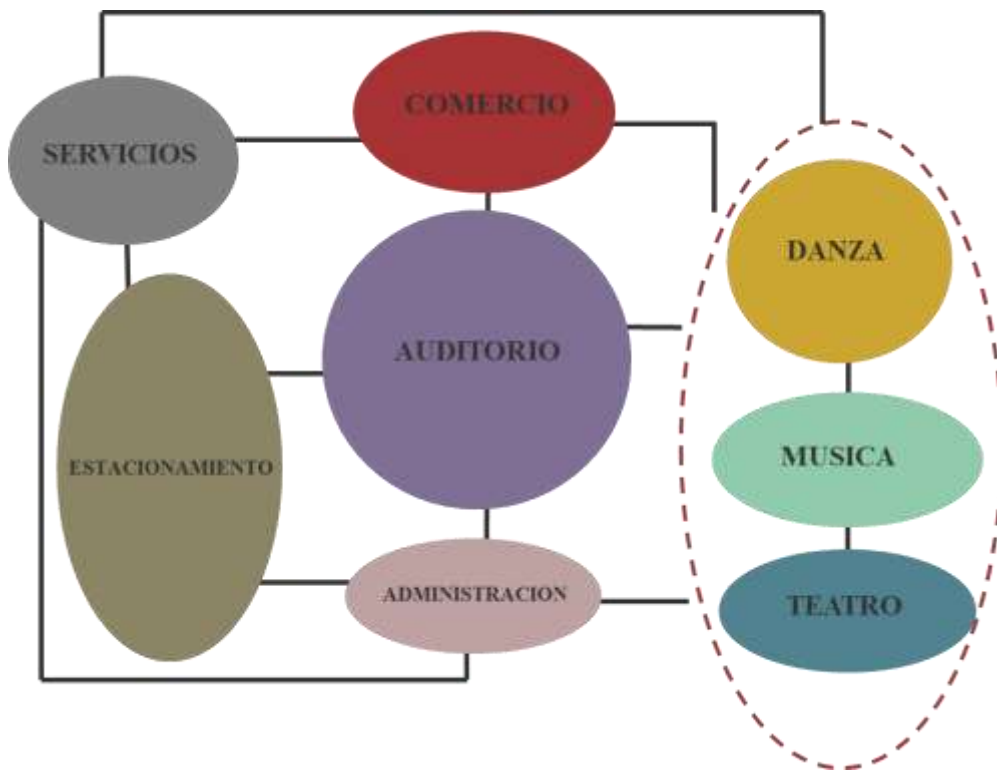 COMERCIO
SERVICIOS
DANZA
AUDITORIO
MUSICA
ESTACIONAMIENTO
ADMINISTRACION
TEATRO